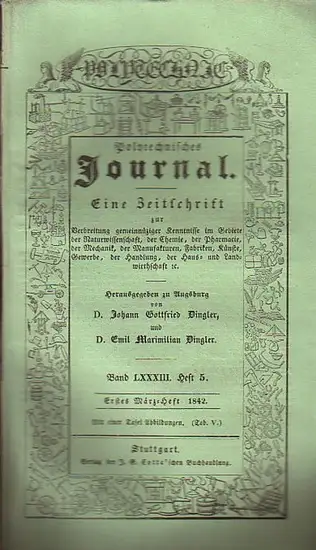 POLYTECHNIC
Polytechnisches
Journal.
Eine Zeitschrift
zur
Verbreitung gemeinnüziger Kenntnisse im Gebiete
der Naturwissenschaft, der Chemie, der Pharmacie,
der Mechanik, der Manufakturen, Fabriken, Künste,
Gewerbe, der Handlung, der Haus- und Land-
wirthschaft ꝛc.
Herausgegeben zu Augsburg
von
D. Johann Gottfried Dingler,
und
D. Emil Maximilian Dingler.
Band LXXXIII. Heft 5.
Erstes März-Heft 1842.
Mit einer Tafel Abbildungen. (Tab. V.)
Stuttgart.
Verlag der J. G. Cotta'schen Buchhandlung.